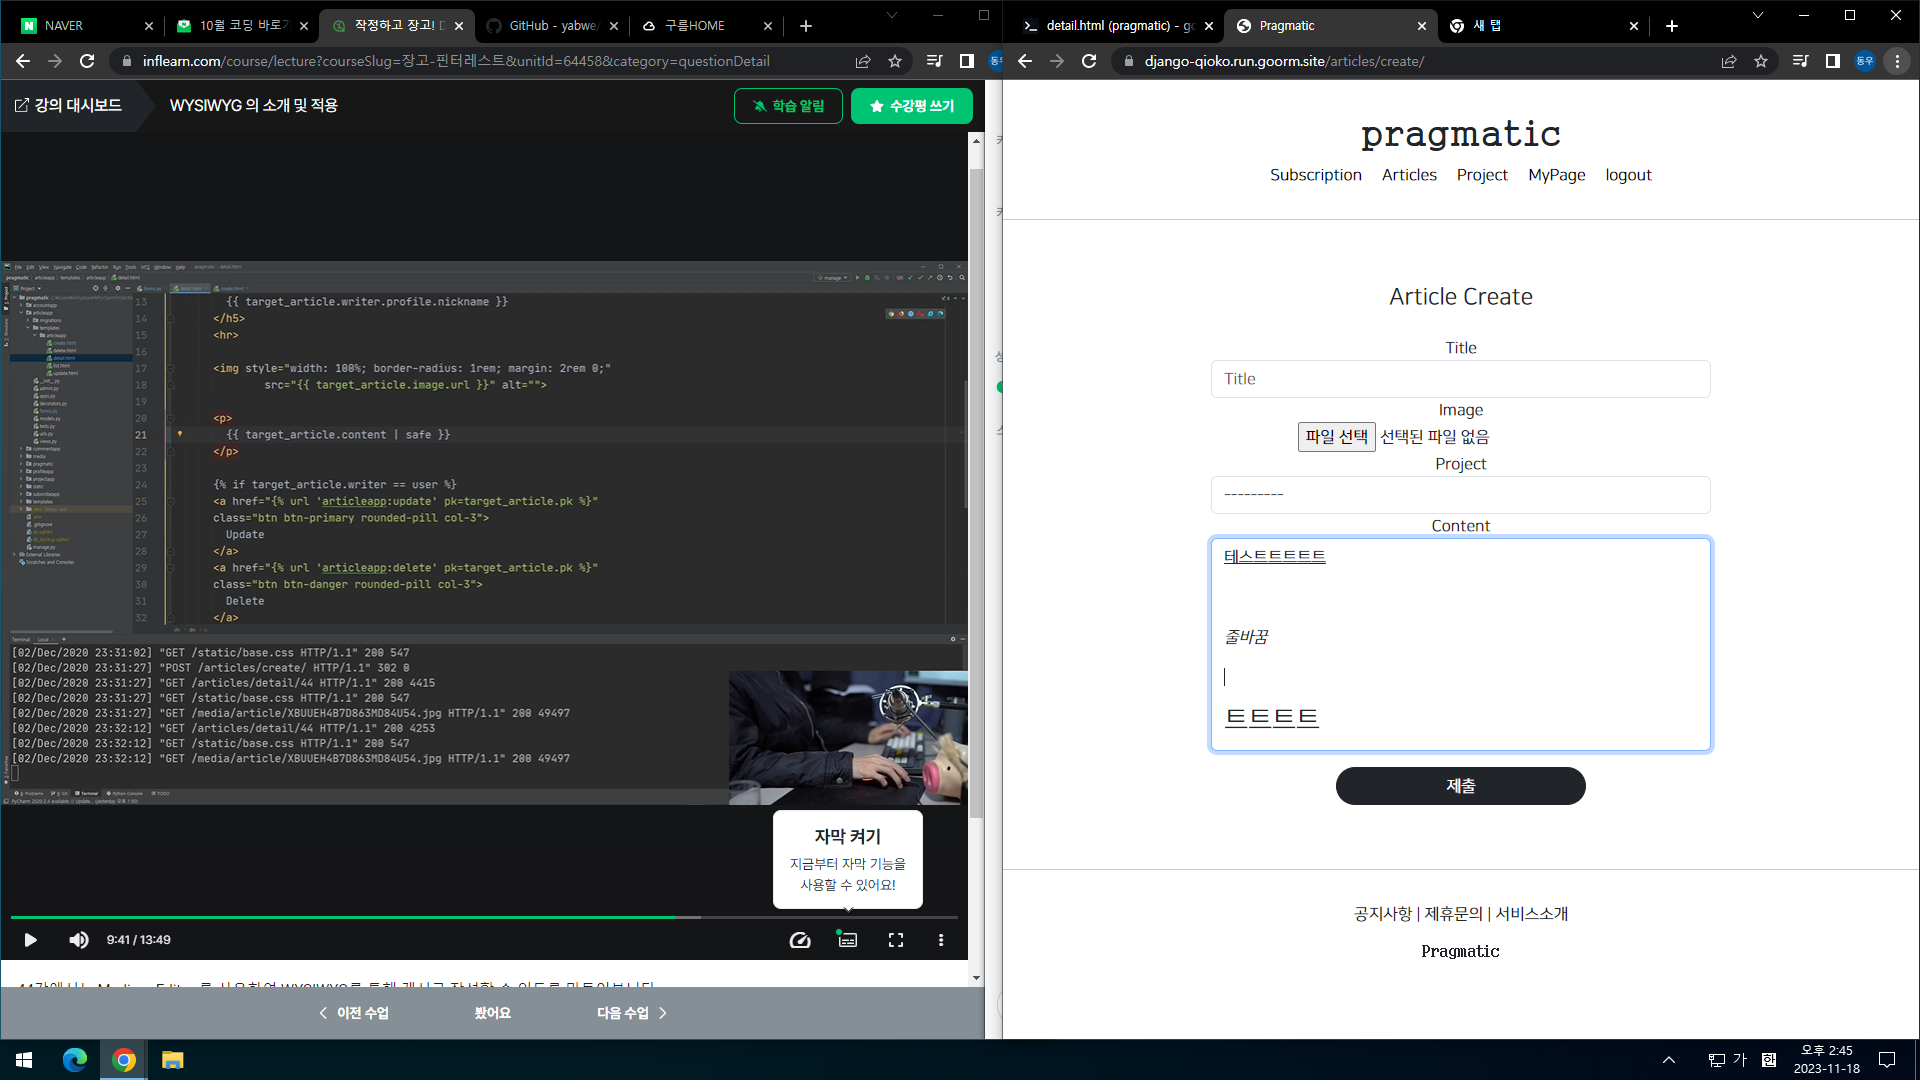 NAVER
10월 코딩 바로가
작정하고 장고! D
GitHub - yabwe/
구름HOME
inflearn.com/course/lecture?courseSlug=장고-핀터레스트&unitId=64458&category=questionDetail
강의 대시보드
WYSIWYG 의 소개 및 적용
학습 알림
수강평 쓰기
13 {{ target_article.writer.profile.nickname }}
14 </h5>
15 <hr>
16
17 <img style="width: 100%; border-radius: 1rem; margin: 2rem 0;"
18 src="{{ target_article.image.url }}" alt="">
19
20 <p>
21 {{ target_article.content | safe }}
22 </p>
23
24 {% if target_article.writer == user %}
25 <a href="{% url 'articleapp:update' pk=target_article.pk %}"
26 class="btn btn-primary rounded-pill col-3">
27 Update
28 </a>
29 <a href="{% url 'articleapp:delete' pk=target_article.pk %}"
30 class="btn btn-danger rounded-pill col-3">
31 Delete
32 </a>
[02/Dec/2020 23:31:02] "GET /static/base.css HTTP/1.1" 200 547
[02/Dec/2020 23:31:27] "POST /articles/create/ HTTP/1.1" 302 0
[02/Dec/2020 23:31:27] "GET /articles/detail/44 HTTP/1.1" 200 4415
[02/Dec/2020 23:31:27] "GET /static/base.css HTTP/1.1" 200 547
[02/Dec/2020 23:31:27] "GET /media/article/XBUUEH4B7D863MD84U54.jpg HTTP/1.1" 200 49497
[02/Dec/2020 23:32:12] "GET /articles/detail/44 HTTP/1.1" 200 4253
[02/Dec/2020 23:32:12] "GET /static/base.css HTTP/1.1" 200 547
[02/Dec/2020 23:32:12] "GET /media/article/XBUUEH4B7D863MD84U54.jpg HTTP/1.1" 200 49497
자막 켜기
지금부터 자막 기능을
사용할 수 있어요!
9:41 / 13:49
이전 수업
봤어요
다음 수업
detail.html (pragmatic) - go
Pragmatic
새 탭
django-qioko.run.goorm.site/articles/create/
동우
pragmatic
Subscription Articles Project MyPage logout
Article Create
Title
Title
Image
파일 선택 선택된 파일 없음
Project
---------
Content
테스트트트트트
줄바꿈
트트트트
제출
공지사항 | 제휴문의 | 서비스소개
Pragmatic
가
한
오후 2:45
2023-11-18